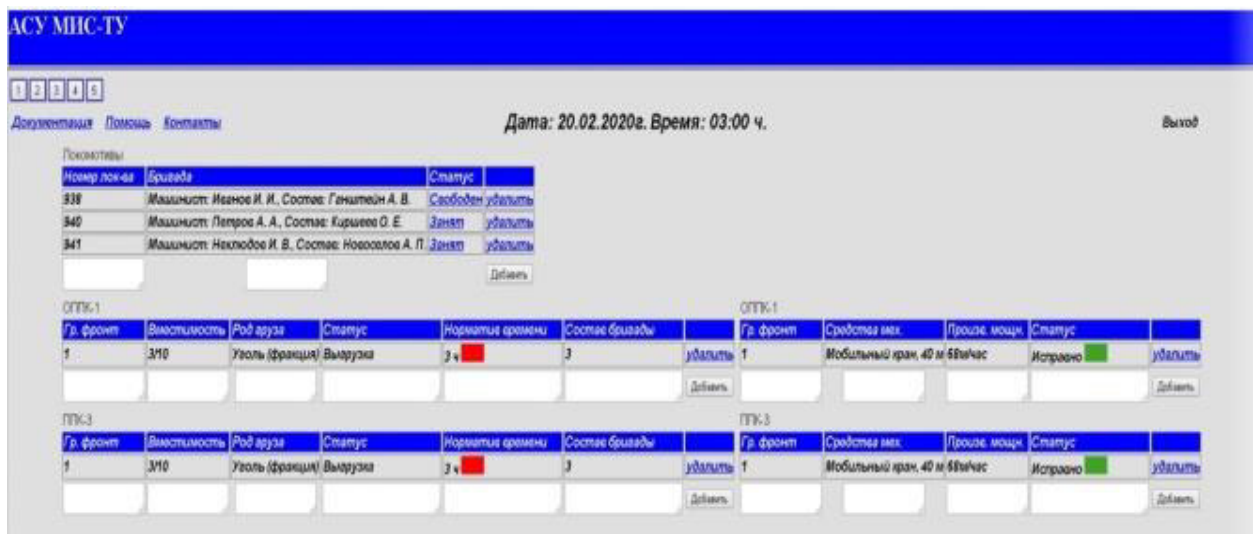 АСУ МИС-ТУ
1 2 3 4 5
Документация Помощь Контакты Дата: 20.02.2020г. Время: 03:00 ч. Выход
Локомотивы
Номер лок-ва Бригада Статус
938 Машинист: Иванов И. И., Состав: Ганштейн А. В. Свободен удалить
940 Машинист: Петров А. А., Состав: Киршеев О. Е. Занят удалить
941 Машинист: Неклюдов И. В., Состав: Новоселов А. П. Занят удалить
Добавить
ОППК-1 ОППК-1
Гр. фронт Вместимость Род груза Статус Норматив времени Состав бригады Гр. фронт Средства мех. Произв. мощн. Статус
1 3/10 Уголь (фракция) Выгрузка 3 ч 3 удалить 1 Мобильный кран, 40 м 68т/час Исправно удалить
Добавить Добавить
ППК-3 ППК-3
Гр. фронт Вместимость Род груза Статус Норматив времени Состав бригады Гр. фронт Средства мех. Произв. мощн. Статус
1 3/10 Уголь (фракция) Выгрузка 3 ч 3 удалить 1 Мобильный кран, 40 м 68т/час Исправно удалить
Добавить Добавить